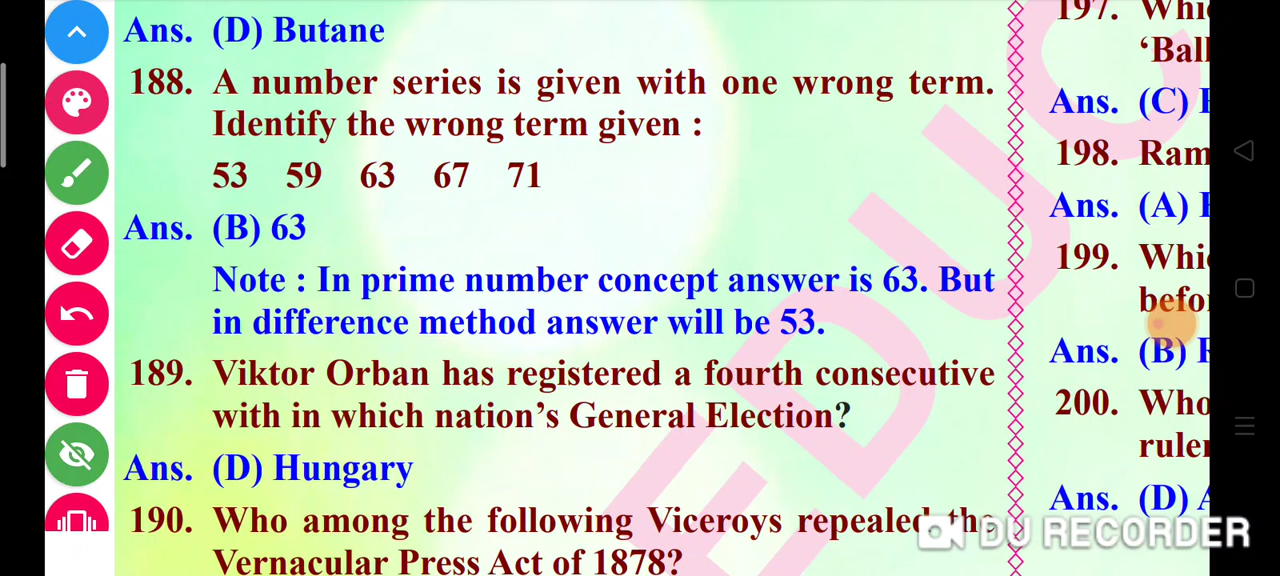 Ans. (D) Butane
188. A number series is given with one wrong term.
Identify the wrong term given :
53 59 63 67 71
Ans. (B) 63
Note : In prime number concept answer is 63. But
in difference method answer will be 53.
189. Viktor Orban has registered a fourth consecutive
with in which nation's General Election?
Ans. (D) Hungary
190. Who among the following Viceroys repealed the
Vernacular Press Act of 1878?
197.
Ans. (C)
198. Ram
Ans. (A)
199.
Ans. (B)
200. Who
Ans. (D)
EDUC
DU RECORDER